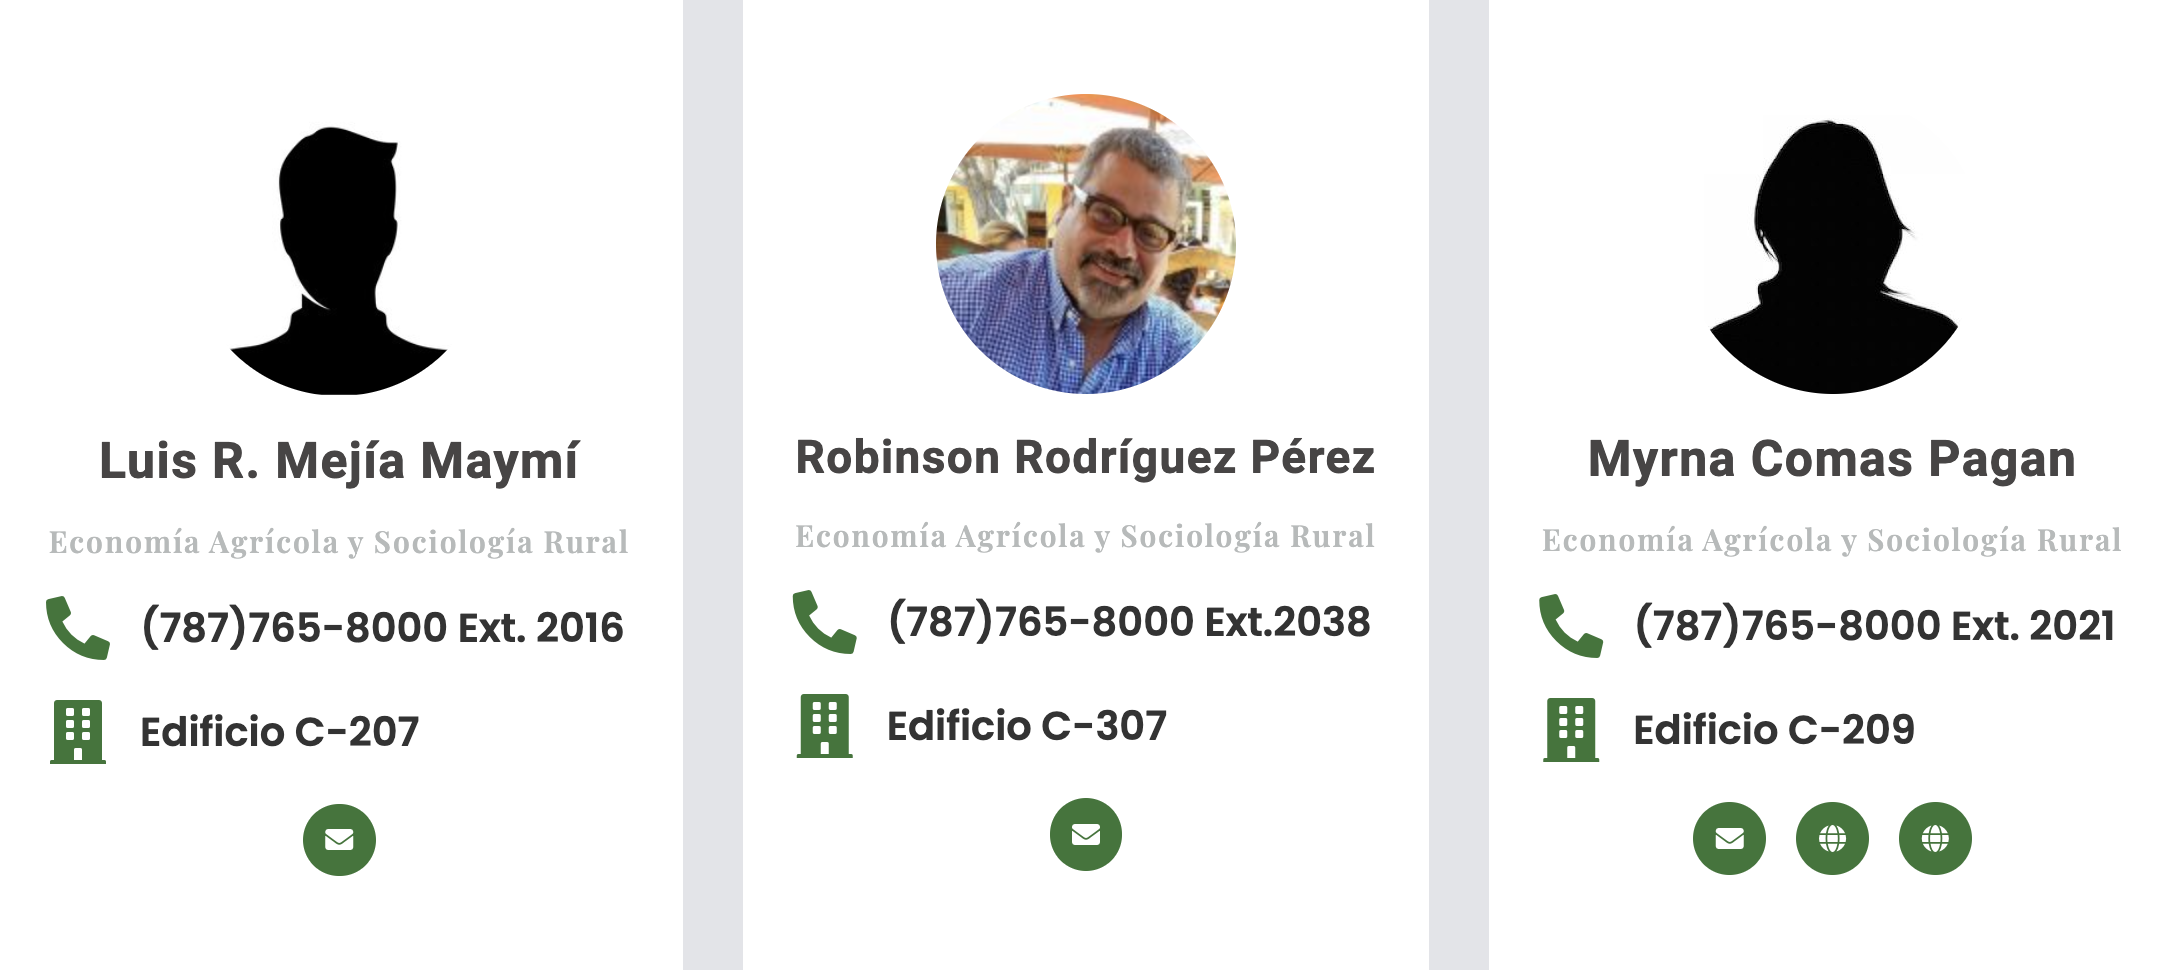 Luis R. Mejía Maymí
Economía Agrícola y Sociología Rural
(787)765-8000 Ext. 2016
Edificio C-207
Robinson Rodríguez Pérez
Economía Agrícola y Sociología Rural
(787)765-8000 Ext.2038
Edificio C-307
Myrna Comas Pagan
Economía Agrícola y Sociología Rural
(787)765-8000 Ext. 2021
Edificio C-209